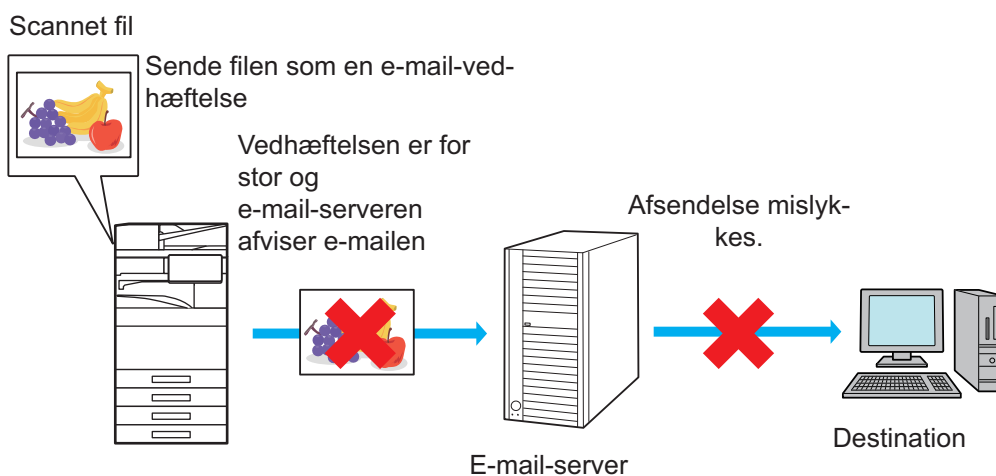 Scannet fil
Sende filen som en e-mail-ved-
hæftelse
Vedhæftelsen er for
stor og
e-mail-serveren
afviser e-mailen
Afsendelse mislyk-
kes.
Destination
E-mail-server